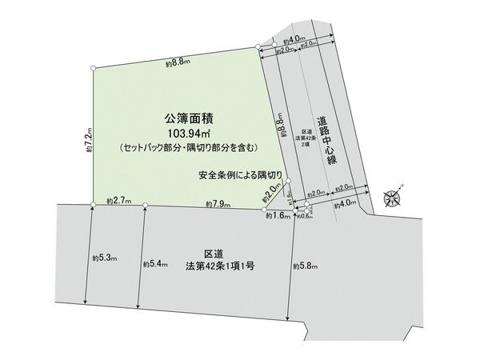 約4.0m
約2.0m
約2.0m
約8.8m
公簿面積
103.94㎡
(セットバック部分・隅切り部分を含む)
約7.2m
約8.8m
区道
法第42条
2項
道路中心線
安全条例による隅切り
約2.0m
約2.0m
約2.0m
約4.0m
約2.7m
約7.9m
約1.6m
約0.6m
区道
法第42条1項1号
約5.3m
約5.4m
約5.8m